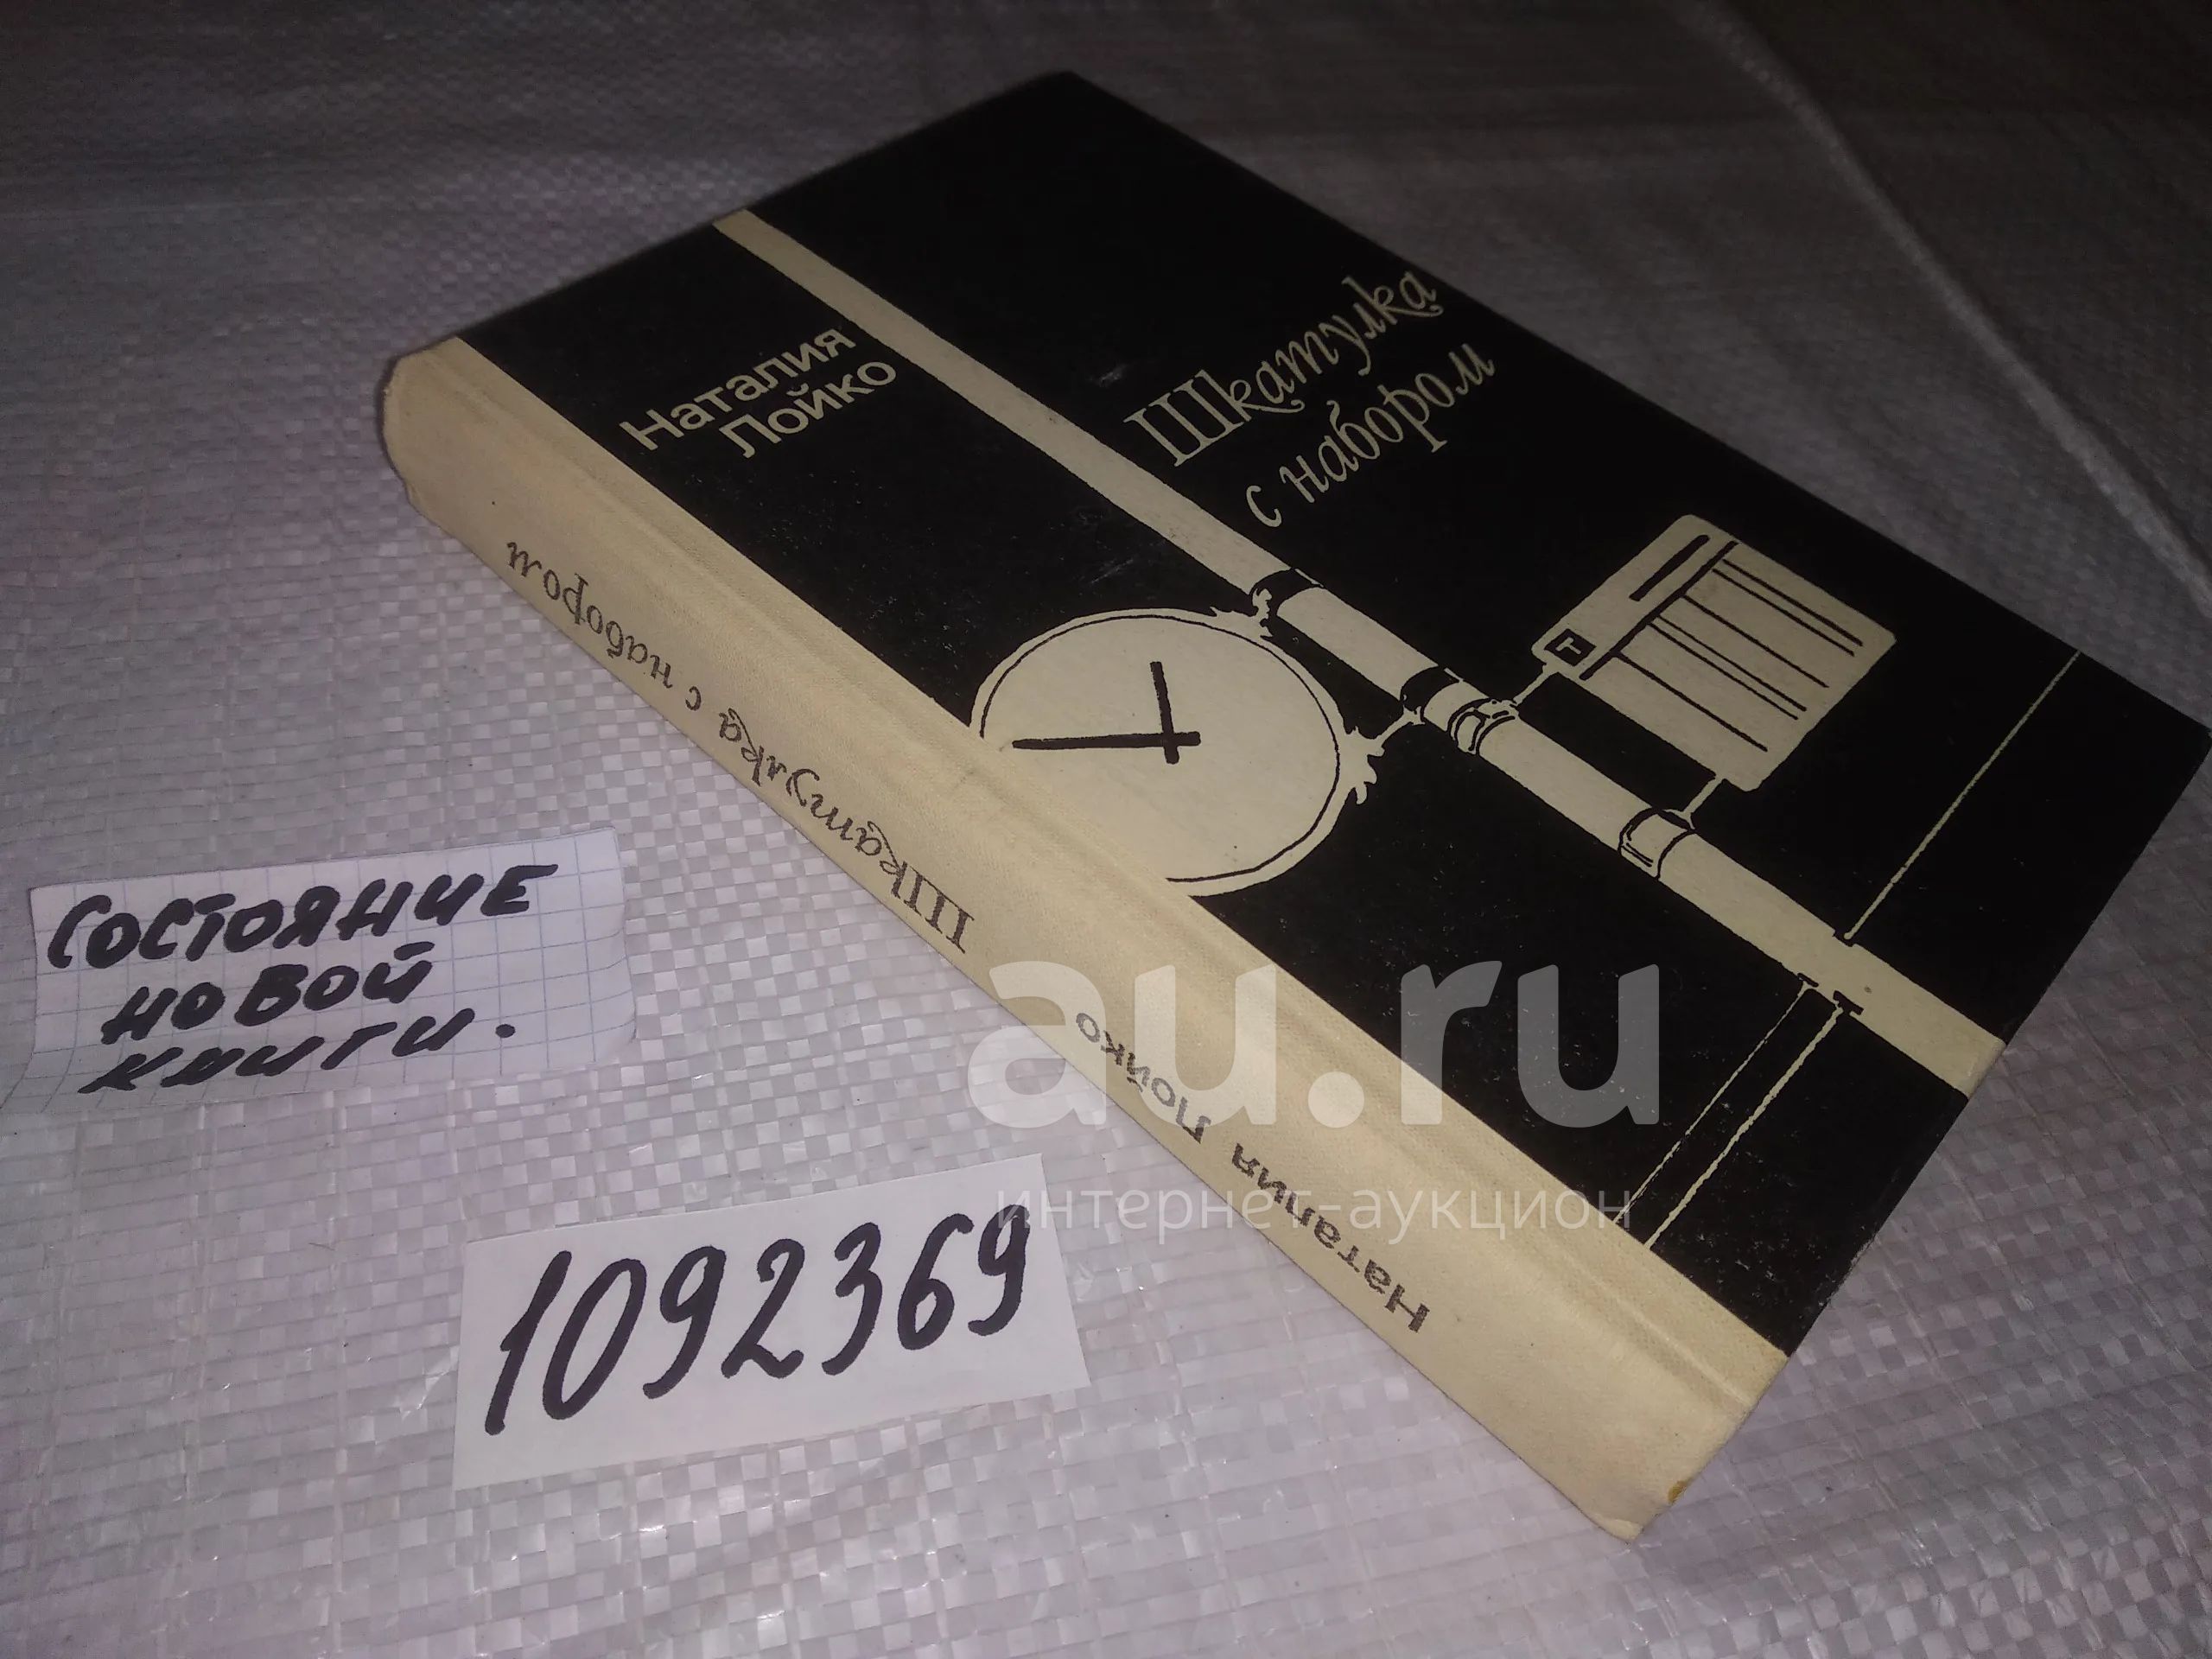 Наталия
Лойко
Шкатулка
с набором
Т
Наталия Лойко Шкатулка с набором
состояние
новой
книги.
1092369
au.ru
интернет-аукцион